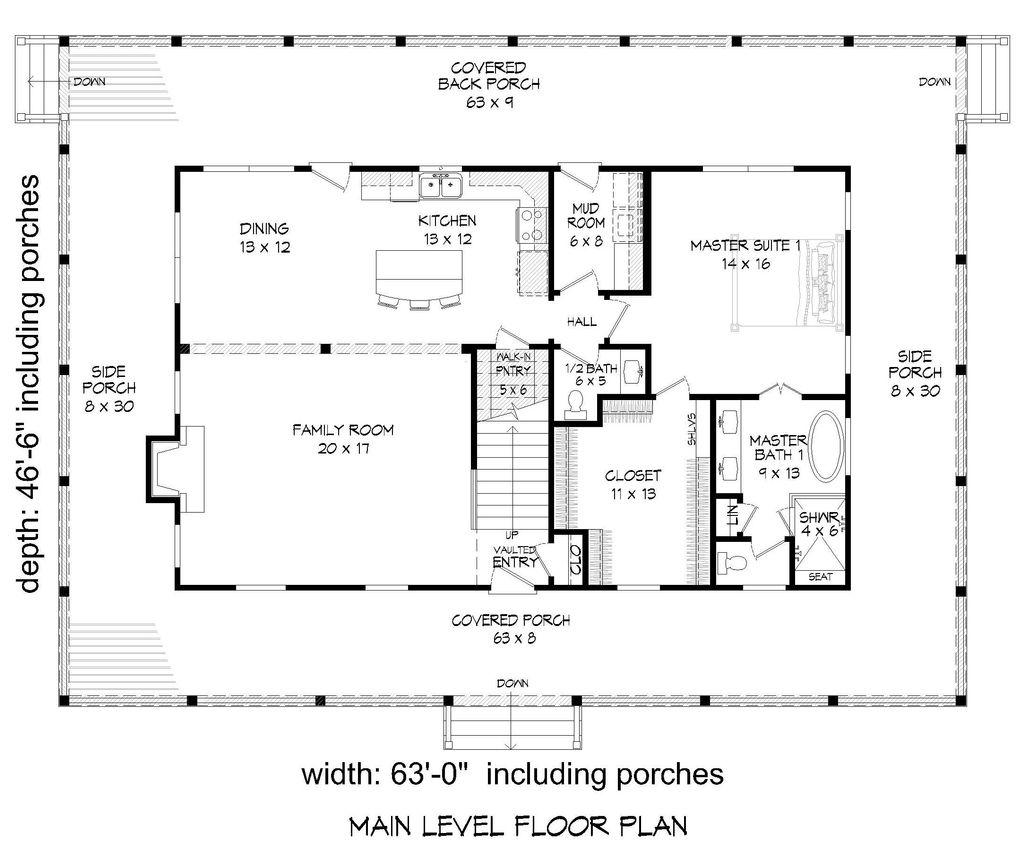 COVERED
BACK PORCH
63 x 9
DOWN
DOWN
depth: 46'-6" including porches
DINING
13 x 12
KITCHEN
13 x 12
MUD
ROOM
6 x 8
MASTER SUITE 1
14 x 16
HALL
WALK-IN
PNTRY
5 x 6
1/2 BATH
6 x 5
SIDE
PORCH
8 x 30
SIDE
PORCH
8 x 30
FAMILY ROOM
20 x 17
SHLVS
CLOSET
11 x 13
MASTER
BATH 1
9 x 13
LIN
SHWR
4 x 6
SEAT
UP
VAULTED
ENTRY
CLO
COVERED PORCH
63 x 8
DOWN
width: 63'-0" including porches
MAIN LEVEL FLOOR PLAN